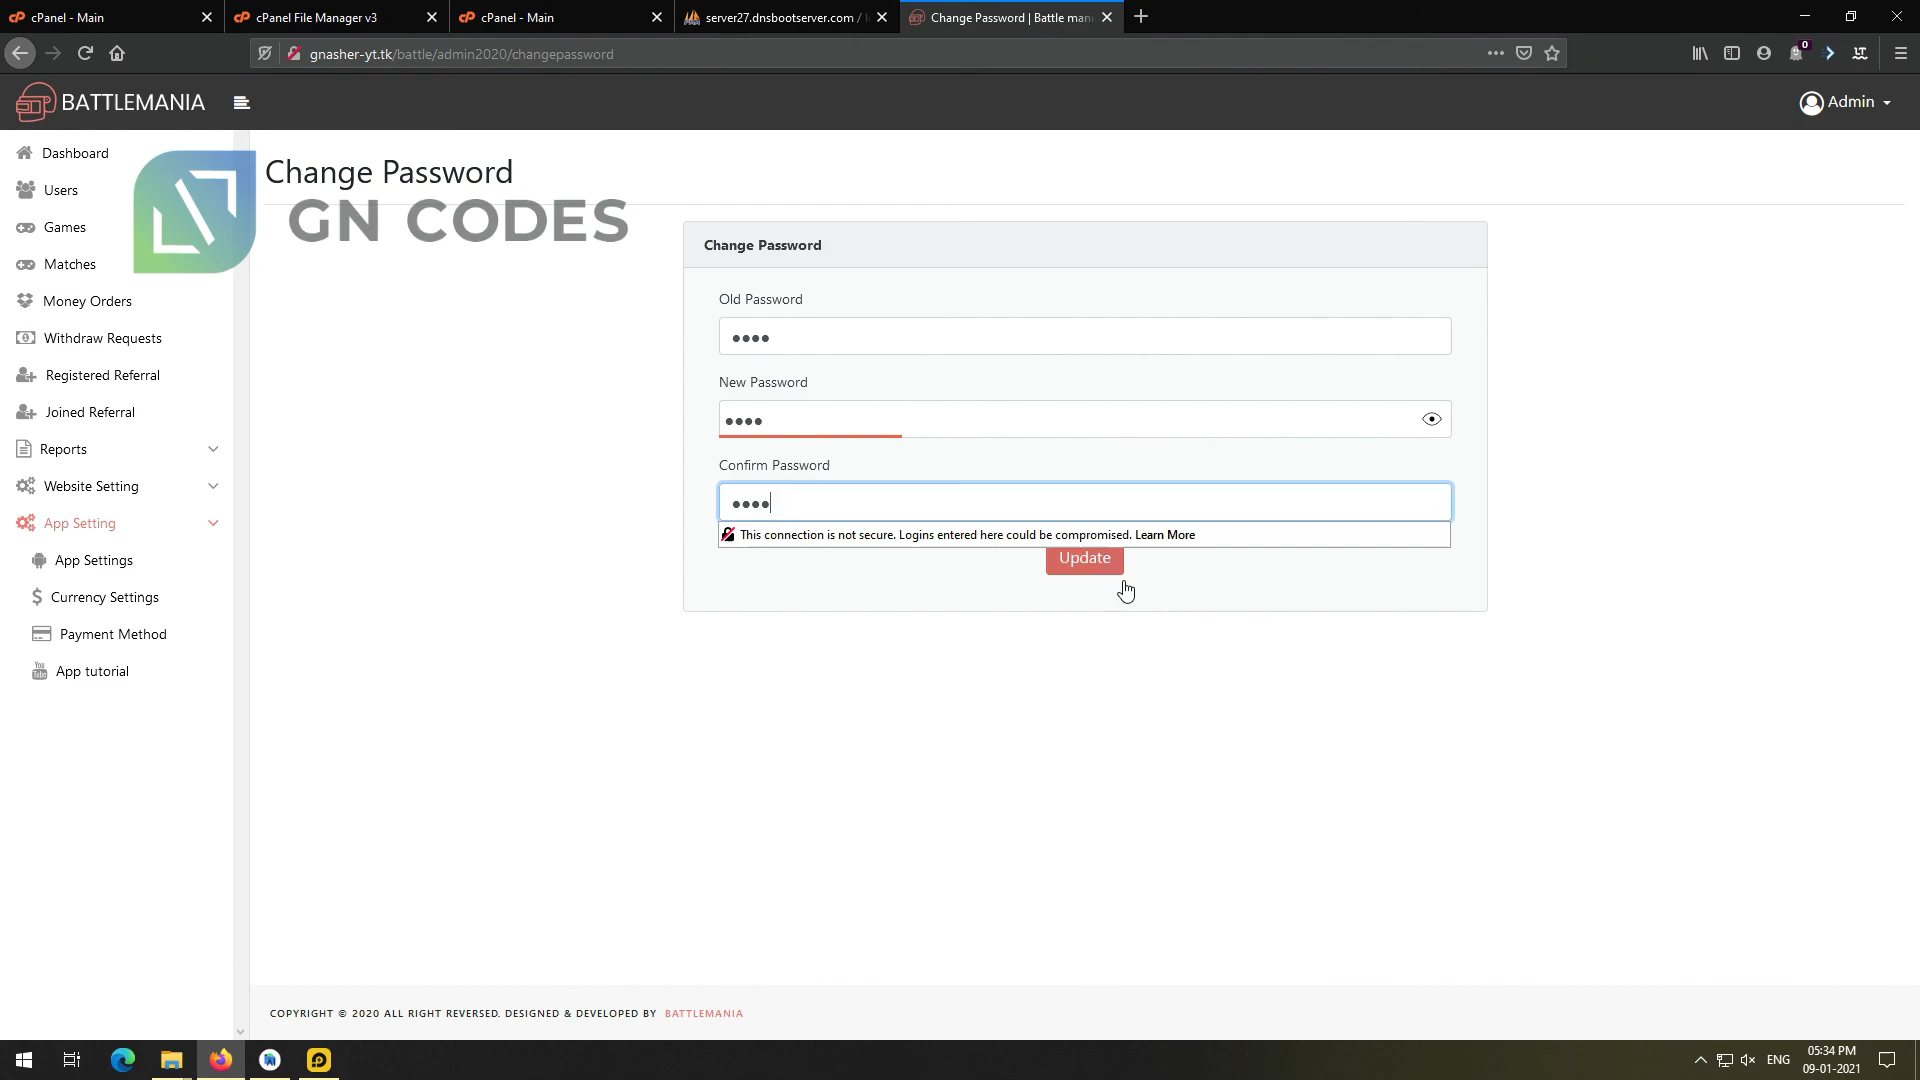 cPanel - Main
cPanel File Manager v3
cPanel - Main
server27.dnsbootserver.com /
Change Password | Battle man
gnasher-yt.tk/battle/admin2020/changepassword
0
BATTLEMANIA
Admin
Dashboard
Users
Games
Matches
Money Orders
Withdraw Requests
Registered Referral
Joined Referral
Reports
Website Setting
App Setting
App Settings
Currency Settings
Payment Method
App tutorial
Change Password
GN CODES
Change Password
Old Password
New Password
Confirm Password
This connection is not secure. Logins entered here could be compromised. Learn More
Update
COPYRIGHT © 2020 ALL RIGHT REVERSED. DESIGNED & DEVELOPED BY BATTLEMANIA
ENG
05:34 PM
09-01-2021